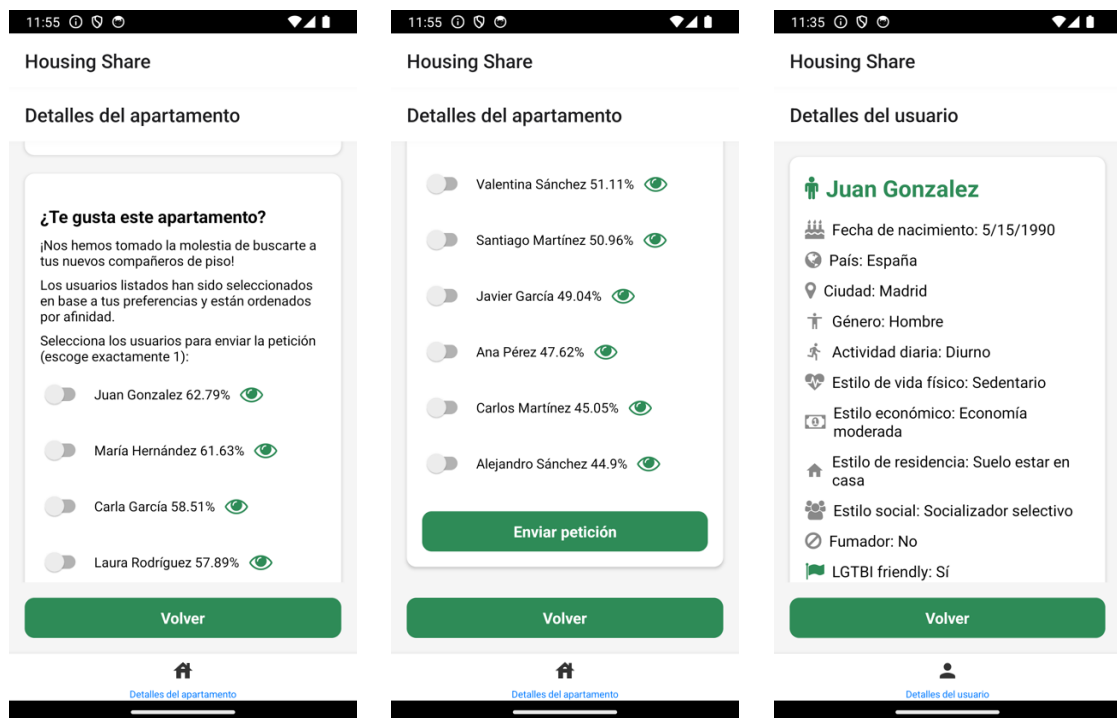 11:55
Housing Share
Detalles del apartamento
¿Te gusta este apartamento?
¡Nos hemos tomado la molestia de buscarte a
tus nuevos compañeros de piso!
Los usuarios listados han sido seleccionados
en base a tus preferencias y están ordenados
por afinidad.
Selecciona los usuarios para enviar la petición
(escoge exactamente 1):
Juan Gonzalez 62.79%
María Hernández 61.63%
Carla García 58.51%
Laura Rodríguez 57.89%
Volver
Detalles del apartamento
11:55
Housing Share
Detalles del apartamento
Valentina Sánchez 51.11%
Santiago Martínez 50.96%
Javier García 49.04%
Ana Pérez 47.62%
Carlos Martínez 45.05%
Alejandro Sánchez 44.9%
Enviar petición
Volver
Detalles del apartamento
11:35
Housing Share
Detalles del usuario
Juan Gonzalez
Fecha de nacimiento: 5/15/1990
País: España
Ciudad: Madrid
Género: Hombre
Actividad diaria: Diurno
Estilo de vida físico: Sedentario
Estilo económico: Economía
moderada
Estilo de residencia: Suelo estar en
casa
Estilo social: Socializador selectivo
Fumador: No
LGTBI friendly: Sí
Volver
Detalles del usuario